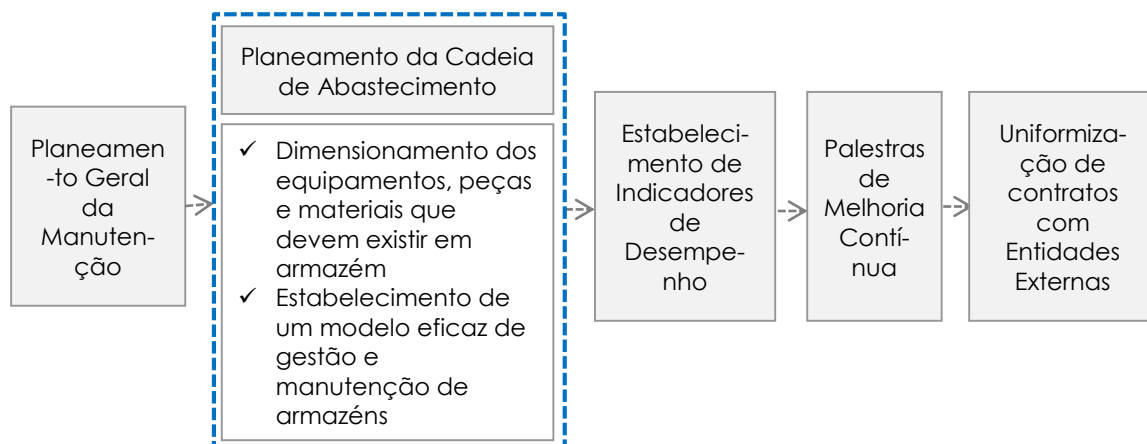 Planeamen
-to Geral
da
Manuten-
ção
Planeamento da Cadeia
de Abastecimento
✓ Dimensionamento dos
equipamentos, peças
e materiais que
devem existir em
armazém
✓ Estabelecimento de
um modelo eficaz de
gestão e
manutenção de
armazéns
Estabeleci-
mento de
Indicadores
de
Desempe-
nho
Palestras
de
Melhoria
Contí-
nua
Uniformiza-
ção de
contratos
com
Entidades
Externas